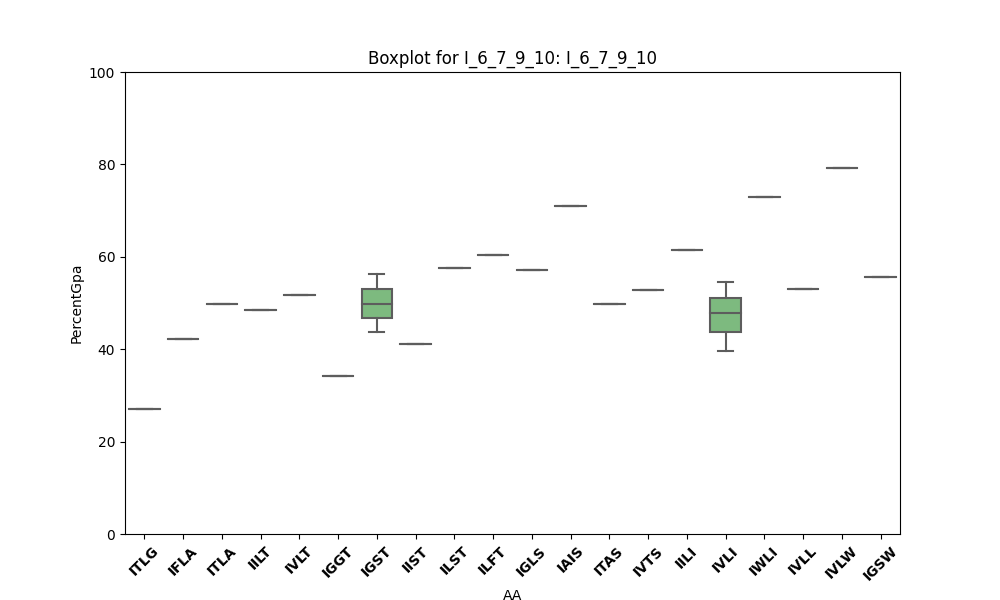 Boxplot for I_6_7_9_10: I_6_7_9_10
100
80
60
40
20
0
PercentGpa
ITLG IFLA ITLA IILT IVLT IGGT IGST IIST ILST ILFT IGLS IAIS ITAS IVTS IILI IVLI IWLI IVLL IVLW IGSW
AA